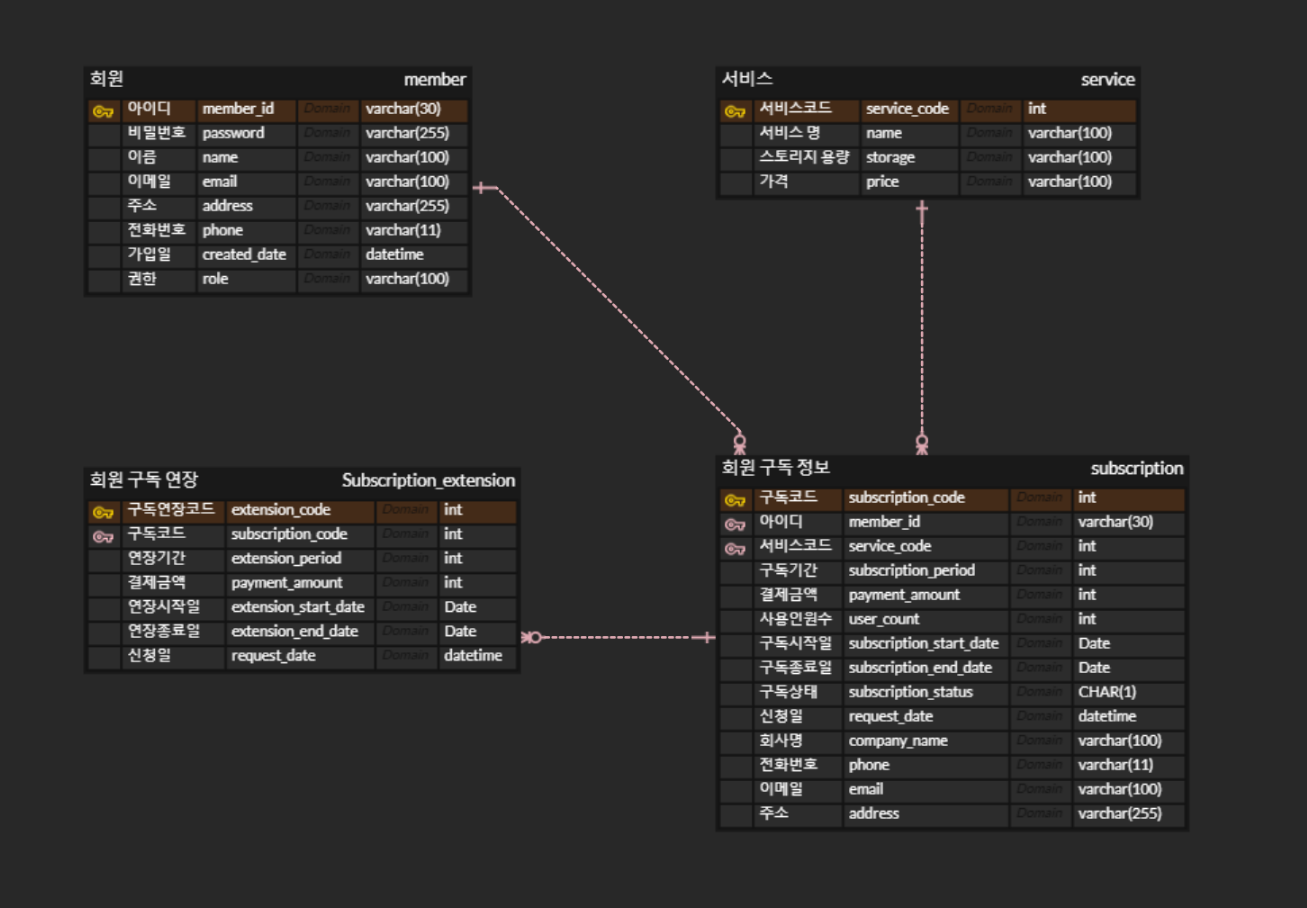 회원 member
아이디 member_id Domain varchar(30)
비밀번호 password Domain varchar(255)
이름 name Domain varchar(100)
이메일 email Domain varchar(100)
주소 address Domain varchar(255)
전화번호 phone Domain varchar(11)
가입일 created_date Domain datetime
권한 role Domain varchar(100)
서비스 service
서비스코드 service_code Domain int
서비스 명 name Domain varchar(100)
스토리지 용량 storage Domain varchar(100)
가격 price Domain varchar(100)
회원 구독 연장 Subscription_extension
구독연장코드 extension_code Domain int
구독코드 subscription_code Domain int
연장기간 extension_period Domain int
결제금액 payment_amount Domain int
연장시작일 extension_start_date Domain Date
연장종료일 extension_end_date Domain Date
신청일 request_date Domain datetime
회원 구독 정보 subscription
구독코드 subscription_code Domain int
아이디 member_id Domain varchar(30)
서비스코드 service_code Domain int
구독기간 subscription_period Domain int
결제금액 payment_amount Domain int
사용인원수 user_count Domain int
구독시작일 subscription_start_date Domain Date
구독종료일 subscription_end_date Domain Date
구독상태 subscription_status Domain CHAR(1)
신청일 request_date Domain datetime
회사명 company_name Domain varchar(100)
전화번호 phone Domain varchar(11)
이메일 email Domain varchar(100)
주소 address Domain varchar(255)